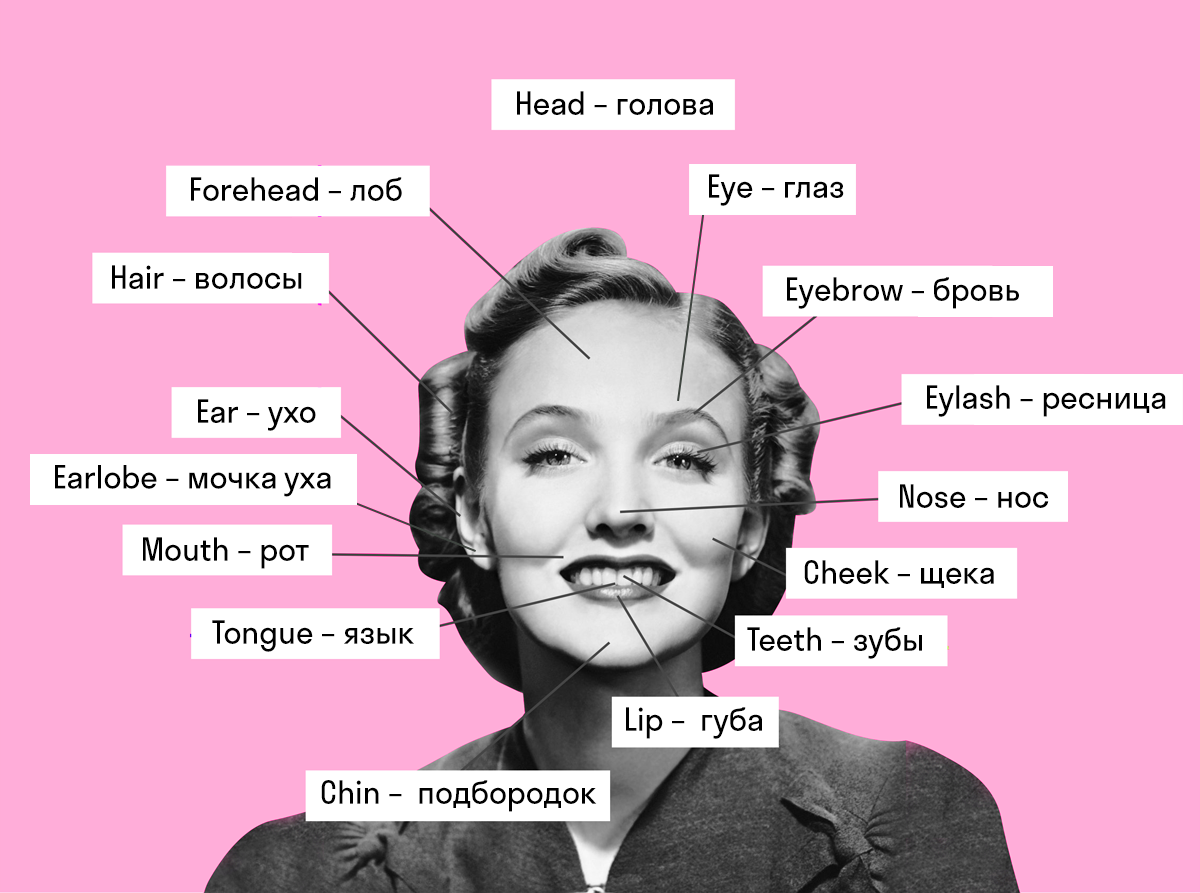 Head – голова
Forehead – лоб
Eye – глаз
Hair – волосы
Eyebrow – бровь
Ear – ухо
Eylash – ресница
Earlobe – мочка уха
Nose – нос
Mouth – рот
Cheek – щека
Tongue – язык
Teeth – зубы
Lip – губа
Chin – подбородок